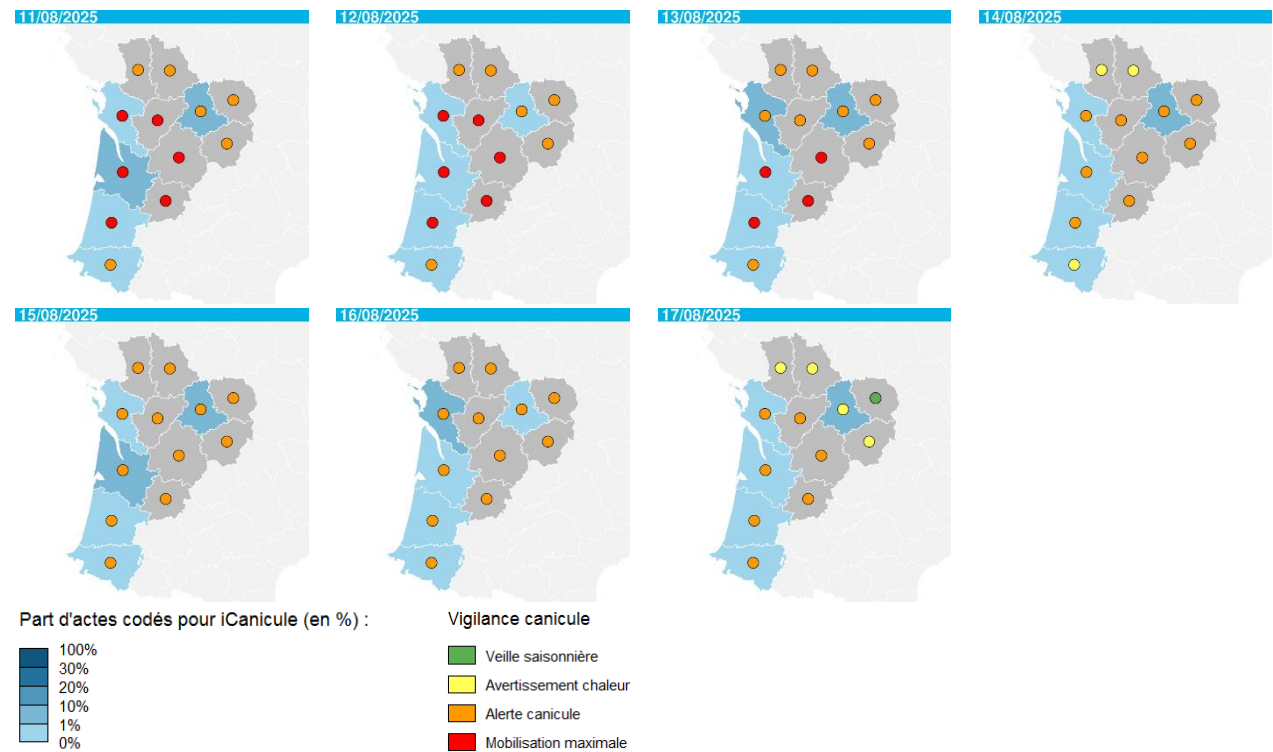 11/08/2025
12/08/2025
13/08/2025
14/08/2025
15/08/2025
16/08/2025
17/08/2025
Part d'actes codés pour iCanicule (en %) :
100%
30%
20%
10%
1%
0%
Vigilance canicule
Veille saisonnière
Avertissement chaleur
Alerte canicule
Mobilisation maximale